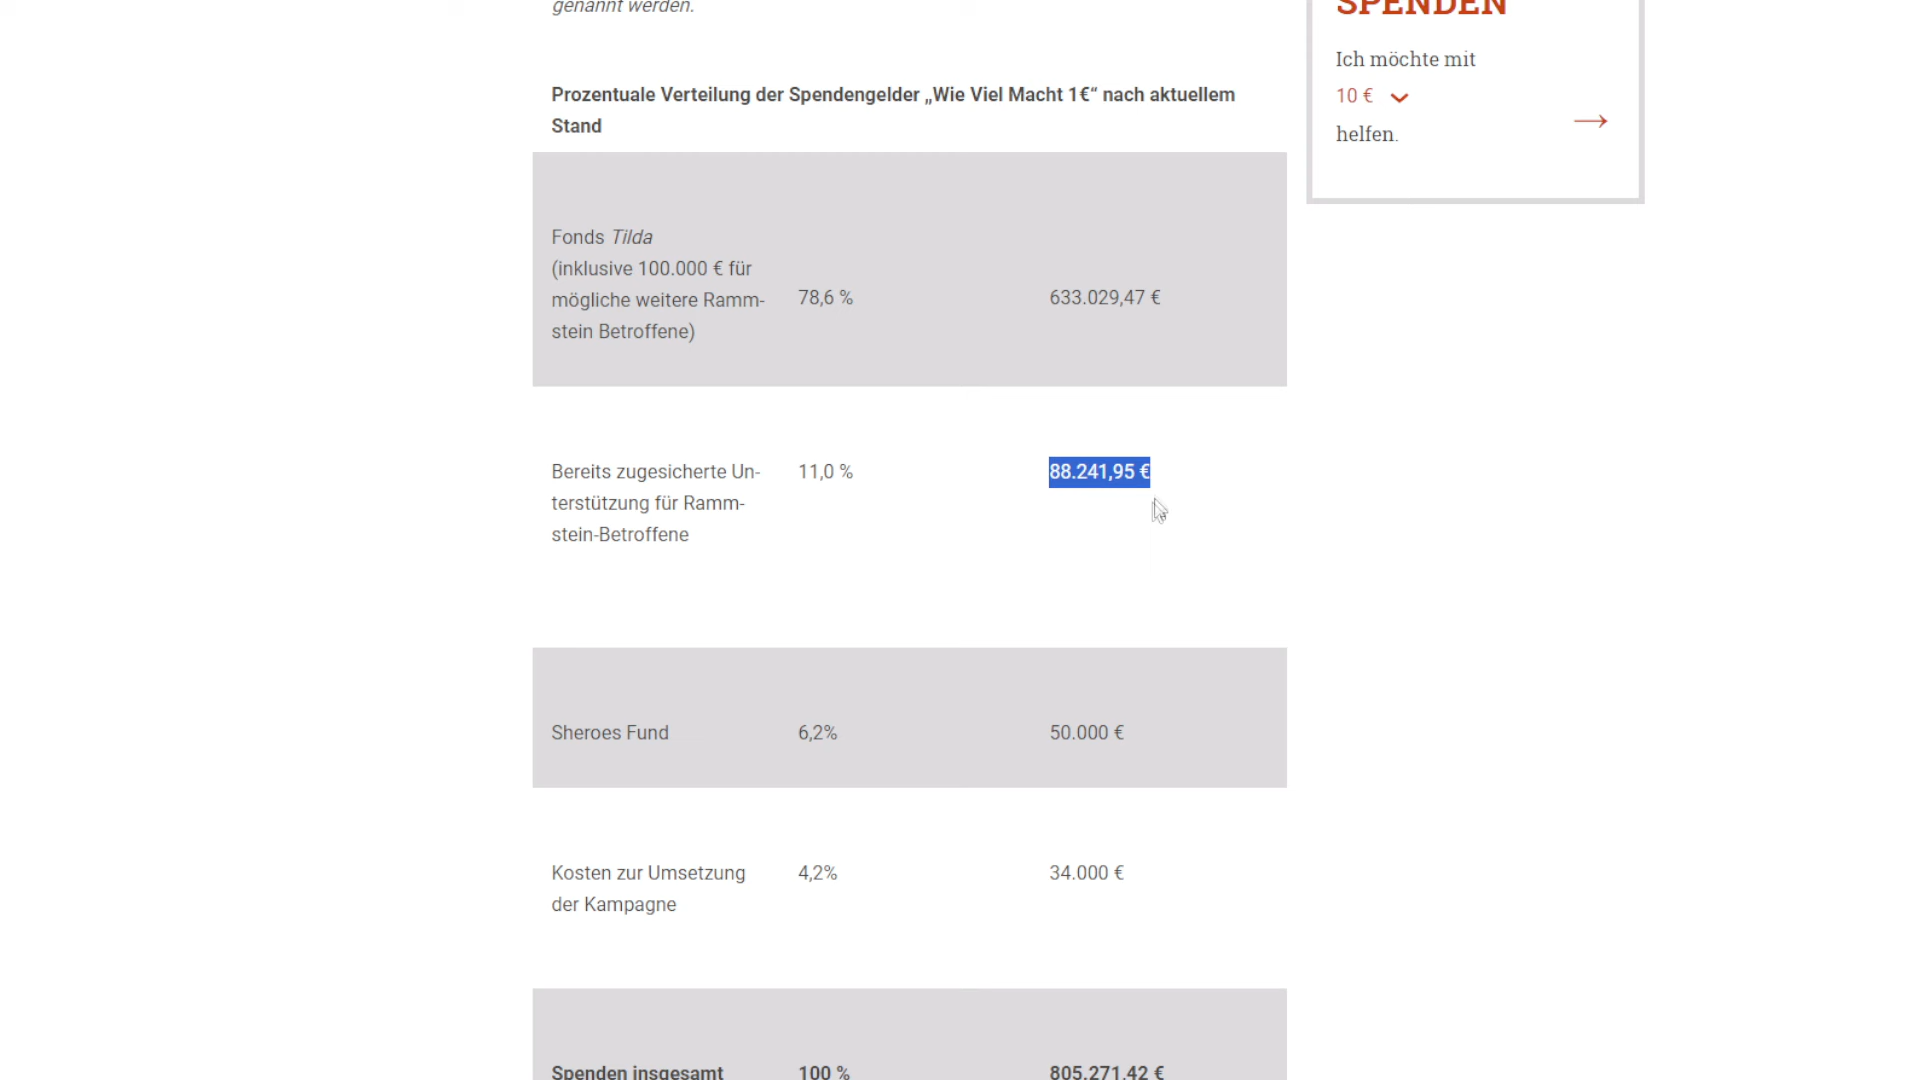 genannt werden.
SPENDEN
Ich möchte mit
10 €
helfen.
Prozentuale Verteilung der Spendengelder „Wie Viel Macht 1€“ nach aktuellem
Stand
Fonds Tilda
(inklusive 100.000 € für
mögliche weitere Ramm-
stein Betroffene)
78,6 %
633.029,47 €
Bereits zugesicherte Un-
terstützung für Ramm-
stein-Betroffene
11,0 %
88.241,95 €
Sheroes Fund
6,2%
50.000 €
Kosten zur Umsetzung
der Kampagne
4,2%
34.000 €
Spenden insgesamt
100 %
805.271,42 €